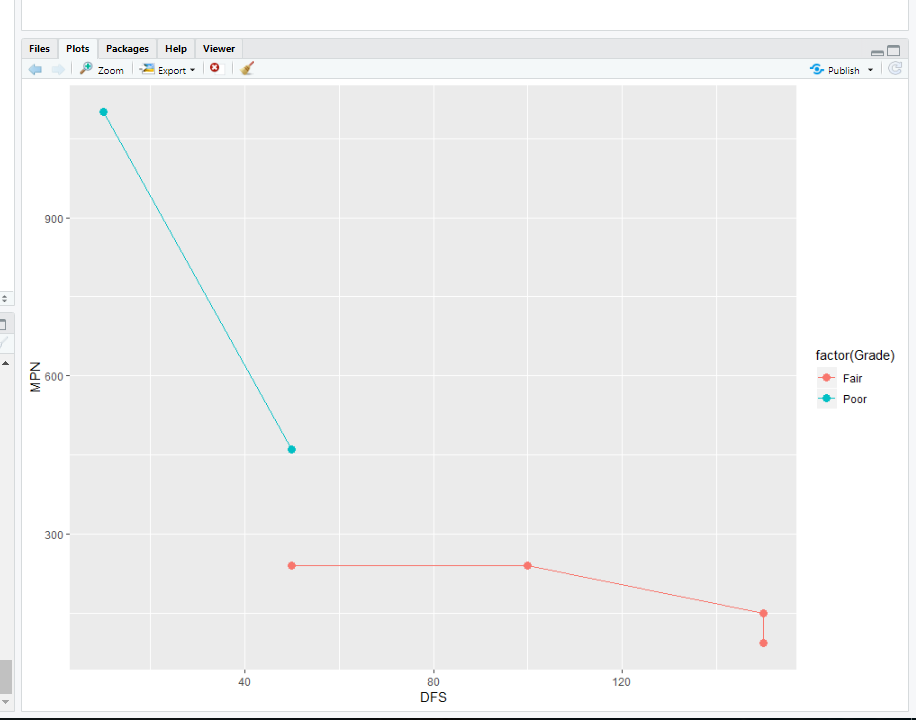 Files Plots Packages Help Viewer
Zoom Export Publish
900
600
300
MPN
40 80 120
DFS
factor(Grade)
Fair
Poor